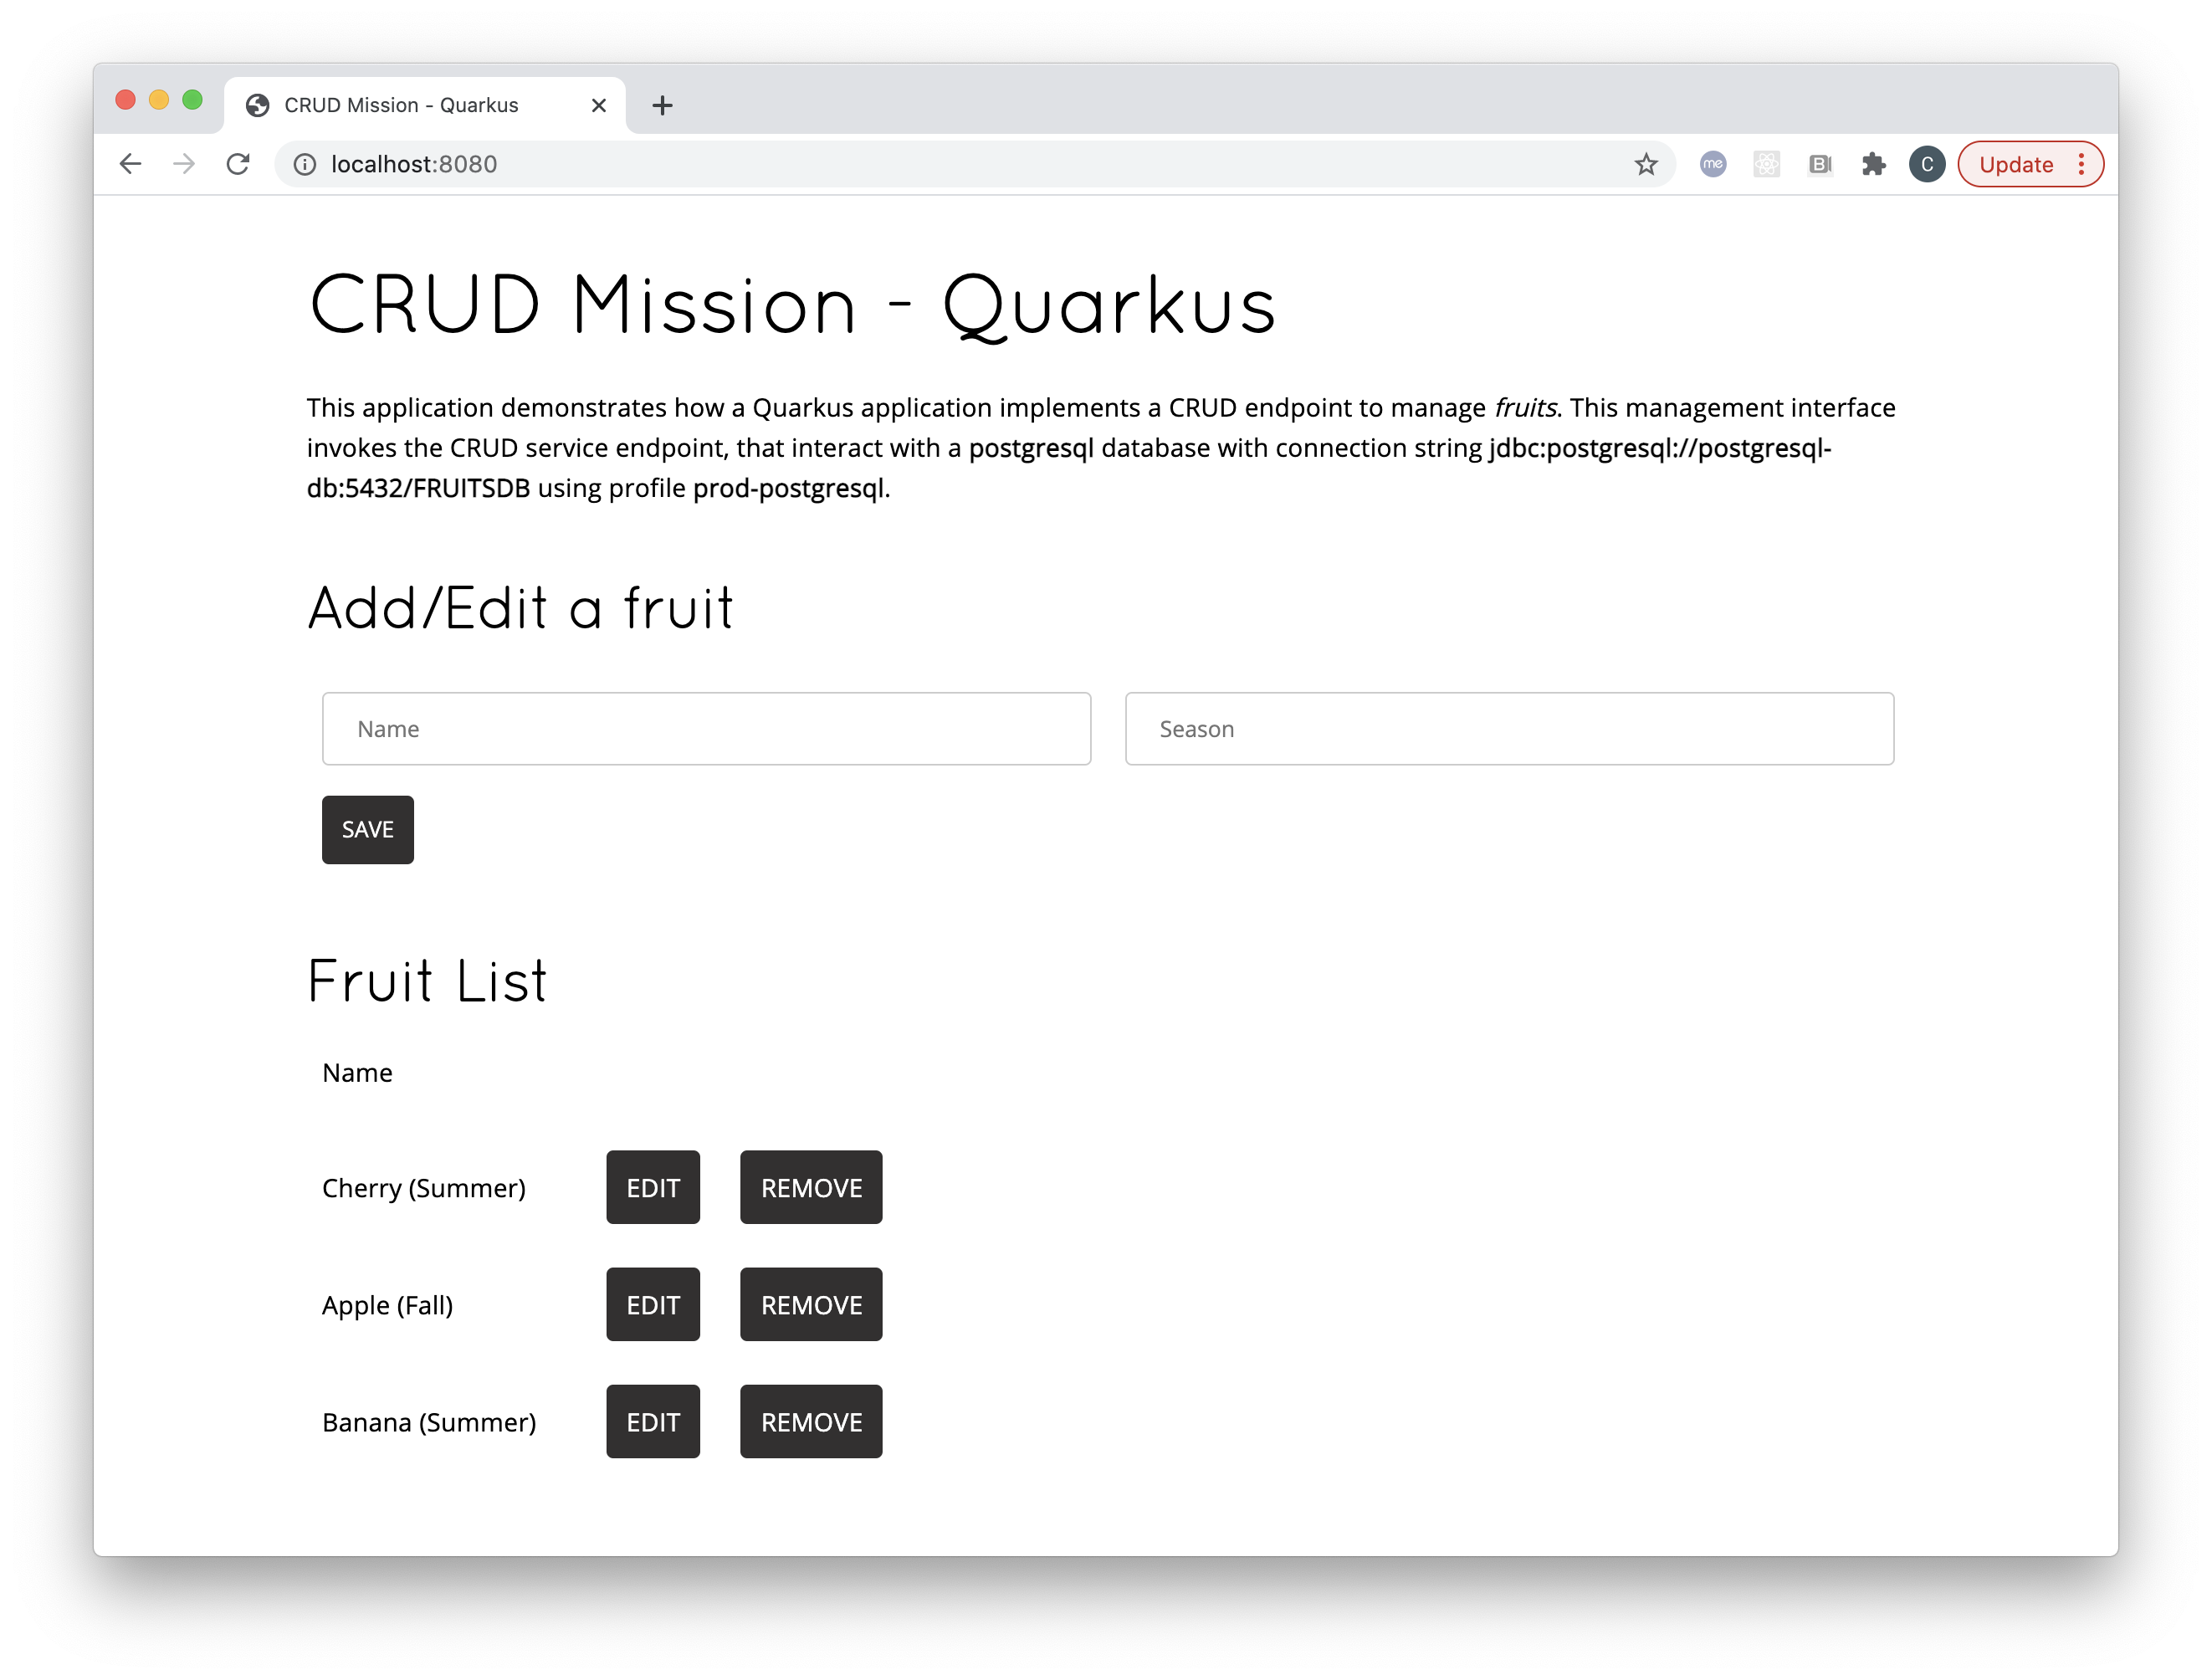 CRUD Mission - Quarkus
localhost:8080
me
B
C
Update
CRUD Mission - Quarkus
This application demonstrates how a Quarkus application implements a CRUD endpoint to manage fruits. This management interface
invokes the CRUD service endpoint, that interact with a postgresql database with connection string jdbc:postgresql://postgresql-
db:5432/FRUITSDB using profile prod-postgresql.
Add/Edit a fruit
Name
Season
SAVE
Fruit List
Name
Cherry (Summer) EDIT REMOVE
Apple (Fall) EDIT REMOVE
Banana (Summer) EDIT REMOVE